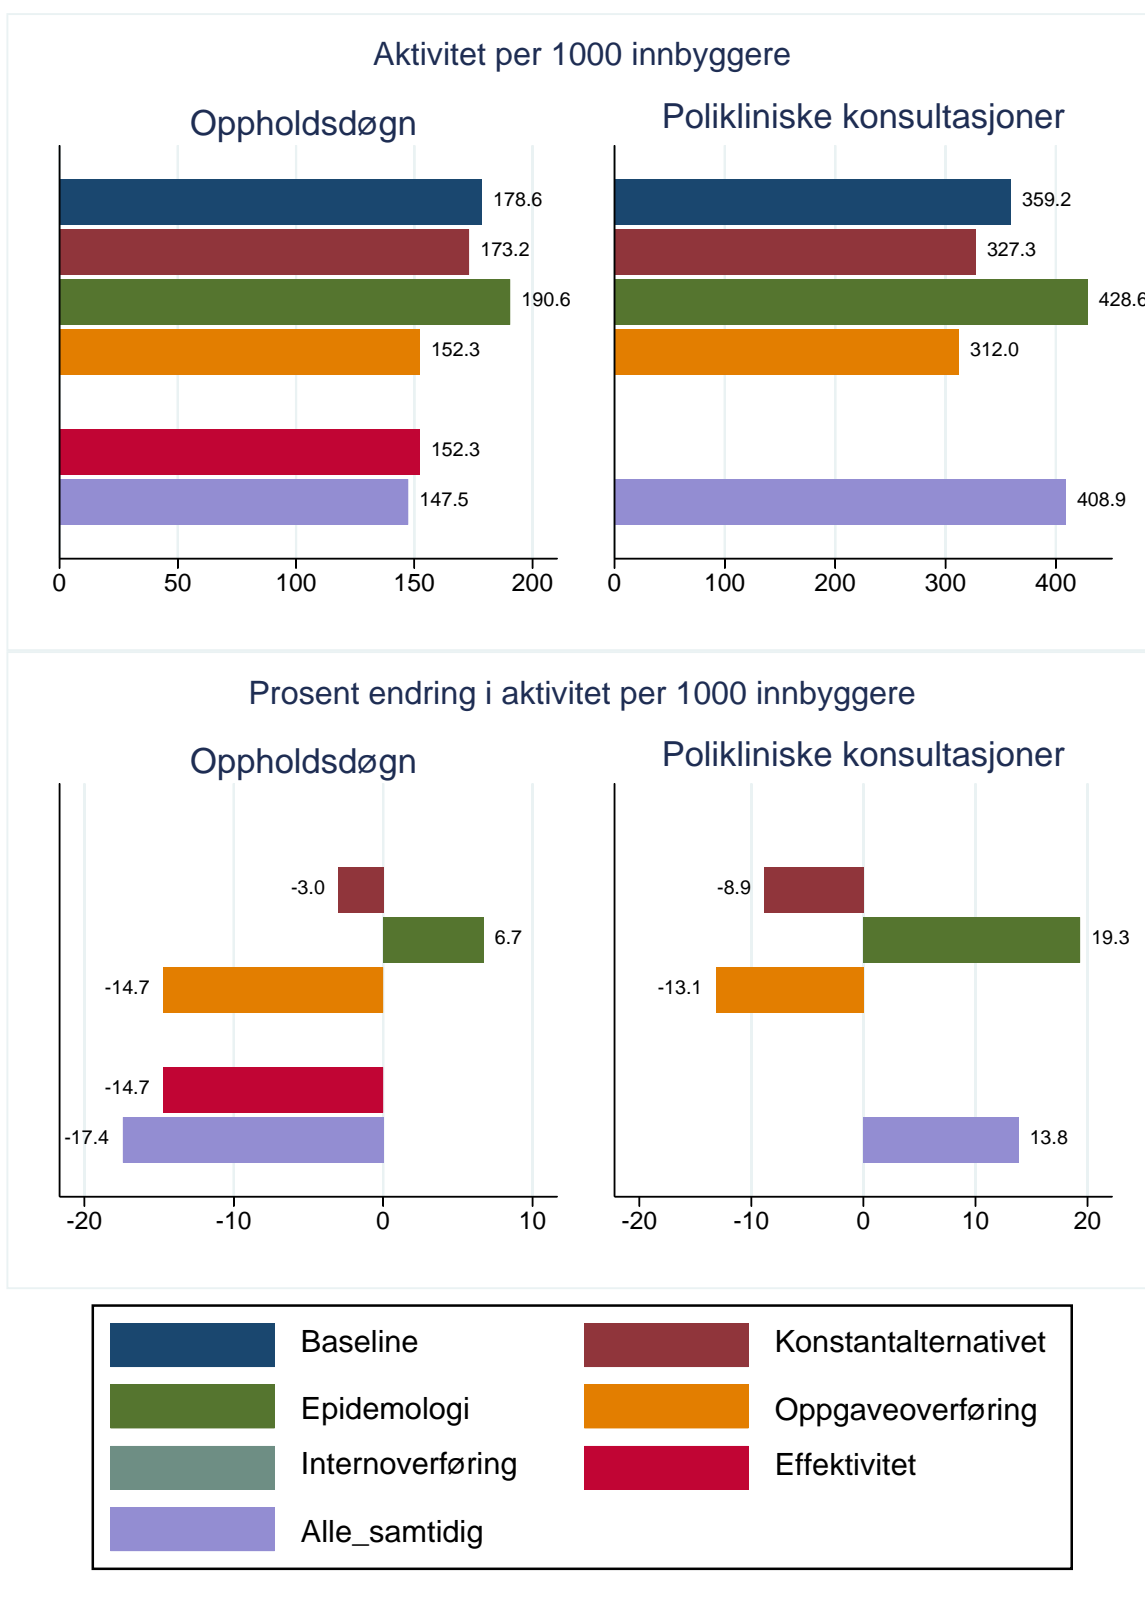 Aktivitet per 1000 innbyggere
Oppholdsdøgn
Polikliniske konsultasjoner
178.6
173.2
190.6
152.3
152.3
147.5
0 50 100 150 200
359.2
327.3
428.6
312.0
408.9
0 100 200 300 400
Prosent endring i aktivitet per 1000 innbyggere
Oppholdsdøgn
Polikliniske konsultasjoner
-3.0
6.7
-14.7
-14.7
-17.4
-20 -10 0 10
-8.9
19.3
-13.1
13.8
-20 -10 0 10 20
Baseline
Konstantalternativet
Epidemologi
Oppgaveoverføring
Internoverføring
Effektivitet
Alle_samtidig